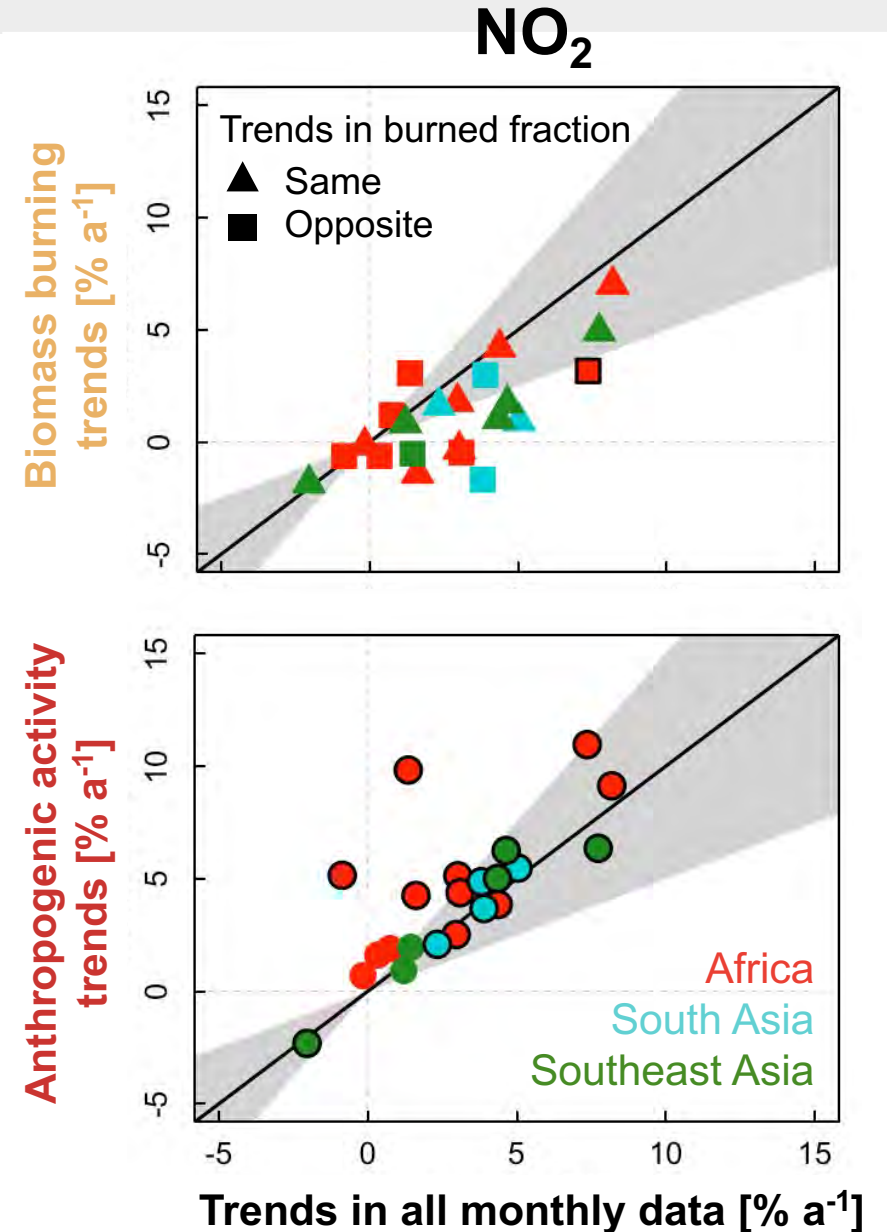 NO₂
Biomass burning
trends [% a⁻¹]
15
10
5
0
-5
Trends in burned fraction
Same
Opposite
Anthropogenic activity
trends [% a⁻¹]
15
10
5
0
-5
Africa
South Asia
Southeast Asia
-5 0 5 10 15
Trends in all monthly data [% a⁻¹]